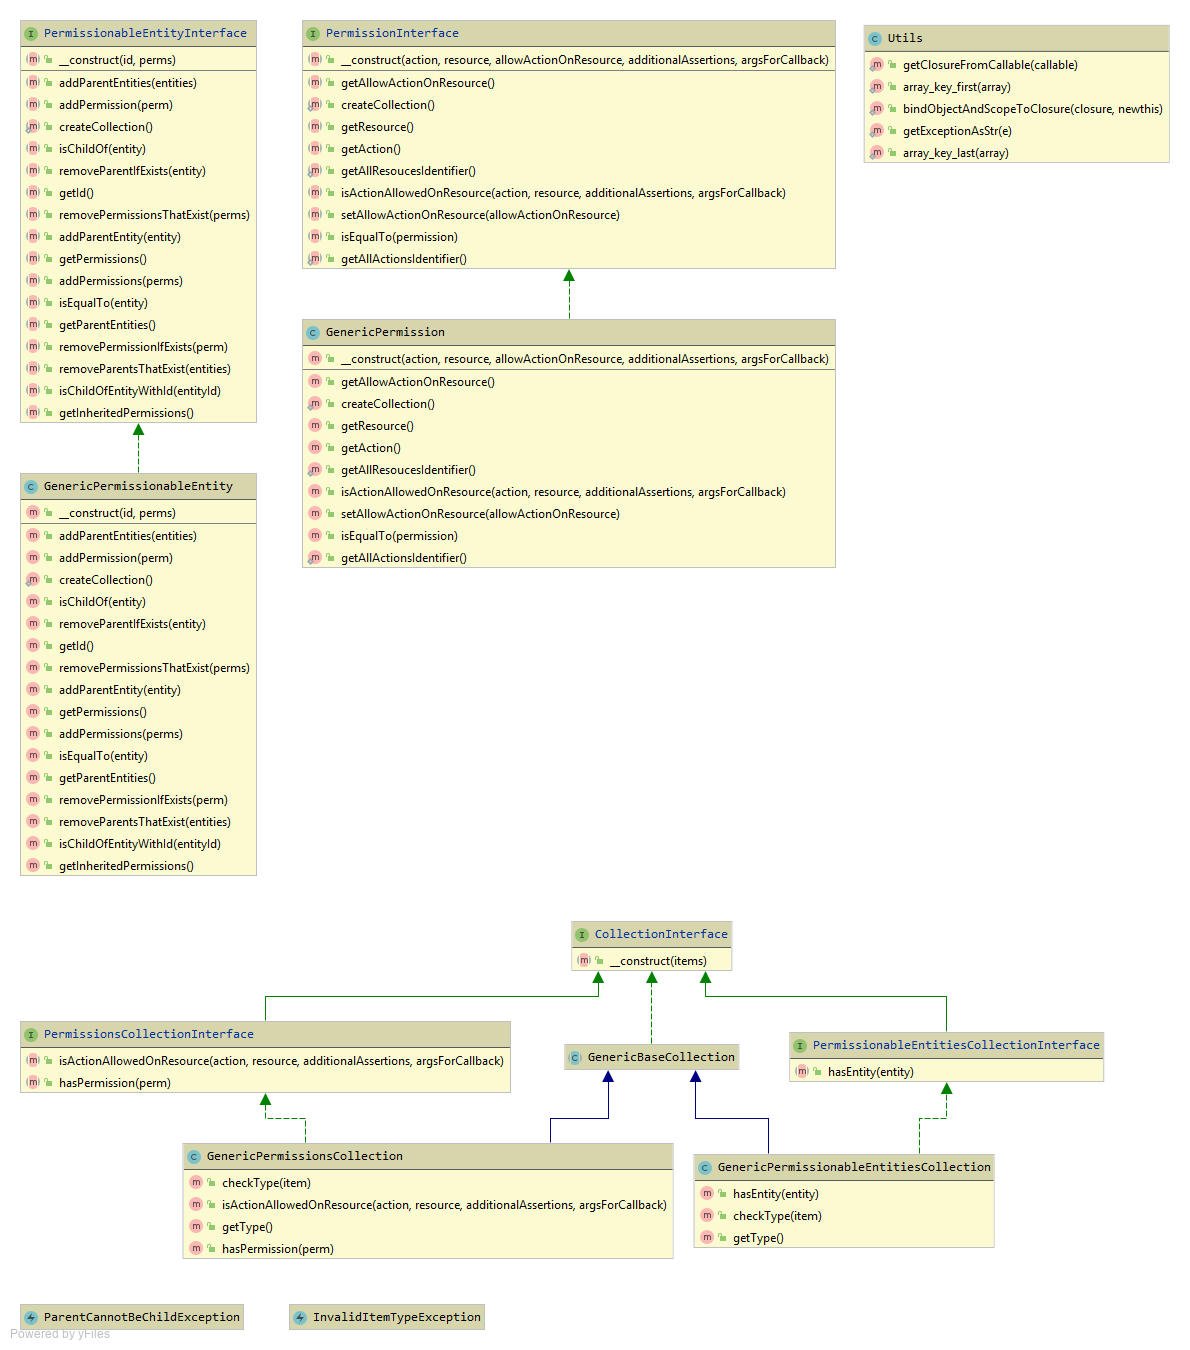 PermissionableEntityInterface
__construct(id, perms)
addParentEntities(entities)
addPermission(perm)
createCollection()
isChildOf(entity)
removeParentIfExists(entity)
getId()
removePermissionsThatExist(perms)
addParentEntity(entity)
getPermissions()
addPermissions(perms)
isEqualTo(entity)
getParentEntities()
removePermissionIfExists(perm)
removeParentsThatExist(entities)
isChildOfEntityWithId(entityId)
getInheritedPermissions()
PermissionInterface
__construct(action, resource, allowActionOnResource, additionalAssertions, argsForCallback)
getAllowActionOnResource()
createCollection()
getResource()
getAction()
getAllResoucesIdentifier()
isActionAllowedOnResource(action, resource, additionalAssertions, argsForCallback)
setAllowActionOnResource(allowActionOnResource)
isEqualTo(permission)
getAllActionsIdentifier()
Utils
getClosureFromCallable(callable)
array_key_first(array)
bindObjectAndScopeToClosure(closure, newthis)
getExceptionAsStr(e)
array_key_last(array)
GenericPermission
__construct(action, resource, allowActionOnResource, additionalAssertions, argsForCallback)
getAllowActionOnResource()
createCollection()
getResource()
getAction()
getAllResoucesIdentifier()
isActionAllowedOnResource(action, resource, additionalAssertions, argsForCallback)
setAllowActionOnResource(allowActionOnResource)
isEqualTo(permission)
getAllActionsIdentifier()
GenericPermissionableEntity
__construct(id, perms)
addParentEntities(entities)
addPermission(perm)
createCollection()
isChildOf(entity)
removeParentIfExists(entity)
getId()
removePermissionsThatExist(perms)
addParentEntity(entity)
getPermissions()
addPermissions(perms)
isEqualTo(entity)
getParentEntities()
removePermissionIfExists(perm)
removeParentsThatExist(entities)
isChildOfEntityWithId(entityId)
getInheritedPermissions()
CollectionInterface
__construct(items)
PermissionsCollectionInterface
isActionAllowedOnResource(action, resource, additionalAssertions, argsForCallback)
hasPermission(perm)
GenericBaseCollection
PermissionableEntitiesCollectionInterface
hasEntity(entity)
GenericPermissionsCollection
checkType(item)
isActionAllowedOnResource(action, resource, additionalAssertions, argsForCallback)
getType()
hasPermission(perm)
GenericPermissionableEntitiesCollection
hasEntity(entity)
checkType(item)
getType()
ParentCannotBeChildException
InvalidItemTypeException
Powered by yFiles